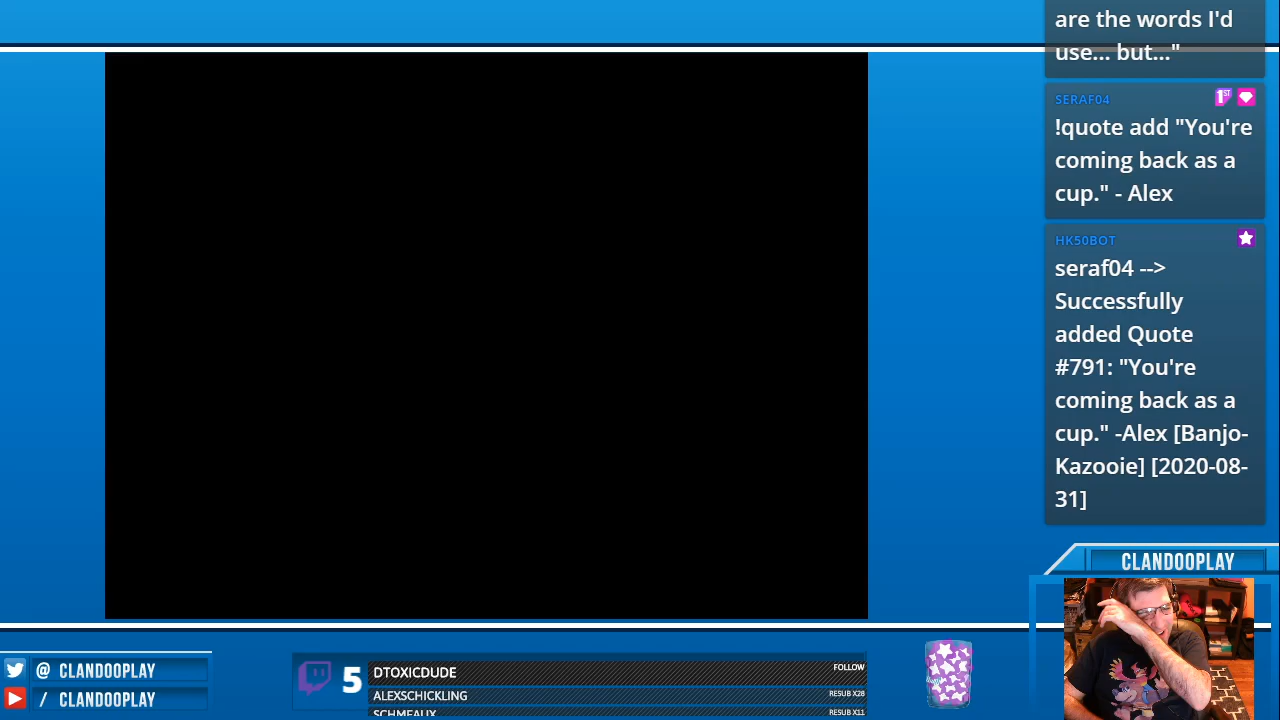 are the words I'd
use... but..."
SERAF04
1ST
!quote add "You're
coming back as a
cup." - Alex
HK50BOT
seraf04 -->
Successfully
added Quote
#791: "You're
coming back as a
cup." -Alex [Banjo-
Kazooie] [2020-08-
31]
CLANDOOPLAY
@ CLANDOOPLAY
/ CLANDOOPLAY
5
DTOXICDUDE FOLLOW
ALEXSCHICKLING RESUB X28
SCHMEAUX RESUB X11